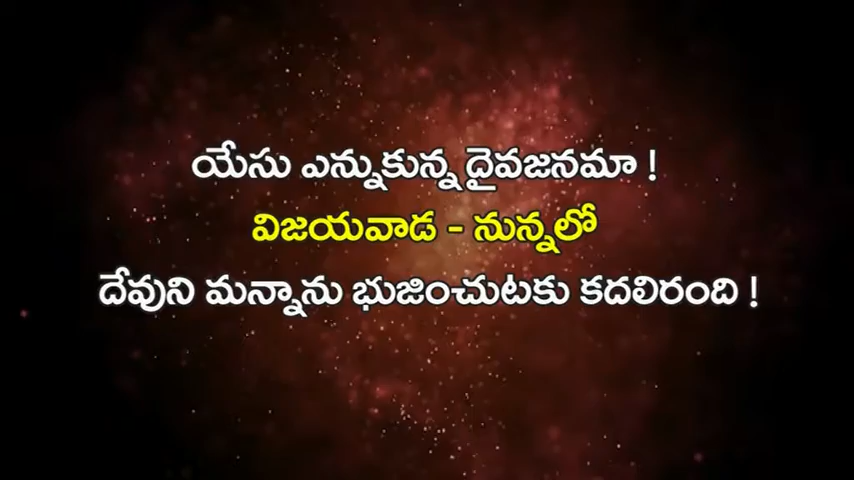 యేసు ఎన్నుకున్న దైవజనమా !
విజయవాడ - నున్నలో
దేవుని మన్నాను భుజించుటకు కదలిరండి !